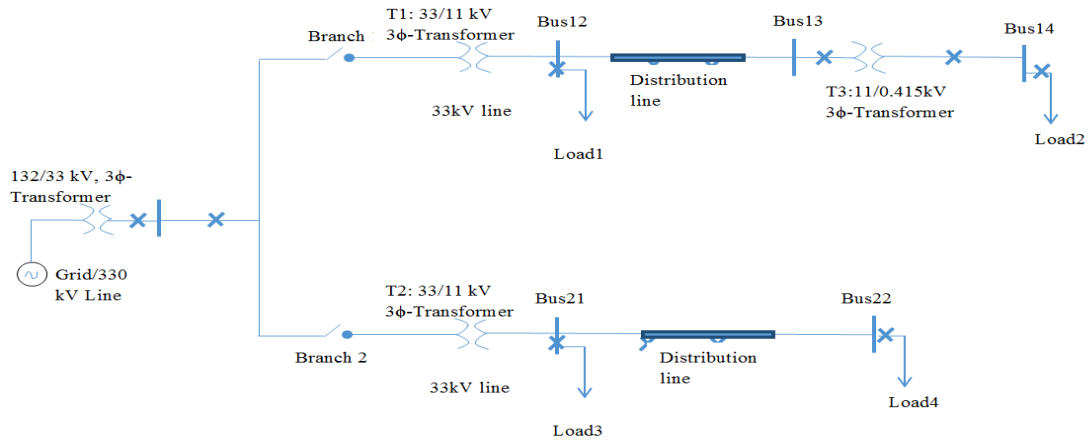 T1: 33/11 kV
3ϕ-Transformer
Branch
Bus12
Bus13
Bus14
33kV line
Distribution
line
T3:11/0.415kV
3ϕ-Transformer
Load1
Load2
132/33 kV, 3ϕ-
Transformer
Grid/330
kV Line
T2: 33/11 kV
3ϕ-Transformer
Bus21
Bus22
Branch 2
33kV line
Distribution
line
Load3
Load4